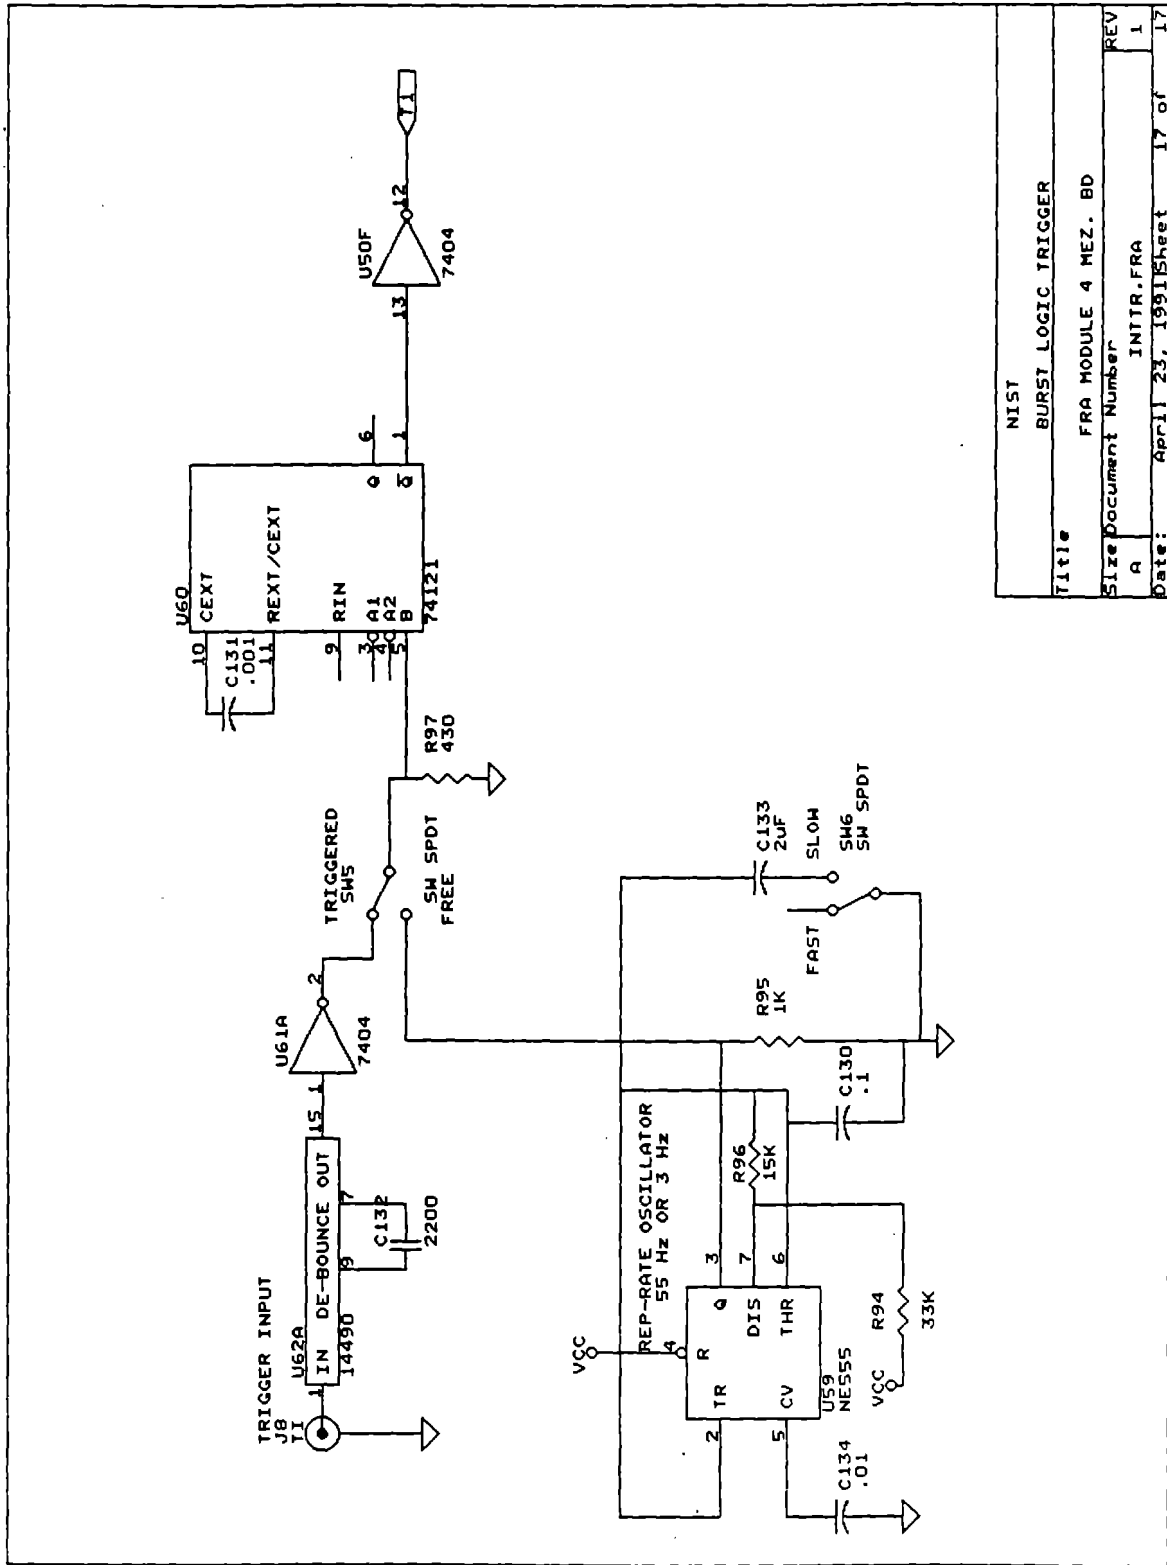 TRIGGER INPUT
J8
TI
U62A
1
IN DE-BOUNCE OUT
14490
15
9
7
C132
2200
U61A
1
2
7404
TRIGGERED
SW5
SW SPDT
FREE
R97
430
U60
10
CEXT
C131
.001
11
REXT/CEXT
9
RIN
3
A1
4
A2
5
B
74121
Q
6
Q
1
U50F
13
12
7404
T1
REP-RATE OSCILLATOR
55 Hz OR 3 Hz
VCC
4
R
2
TR
Q
3
DIS
7
5
CV
THR
6
U59
NE555
C134
.01
VCC
R94
33K
R96
15K
C130
.1
R95
1K
C133
2uF
FAST
SLOW
SW6
SW SPDT
NIST
BURST LOGIC TRIGGER
Title
FRA MODULE 4 MEZ. BD
Size Document Number
REV
A
INTTR.FRA
1
Date: April 23, 1991 Sheet 17 of 17